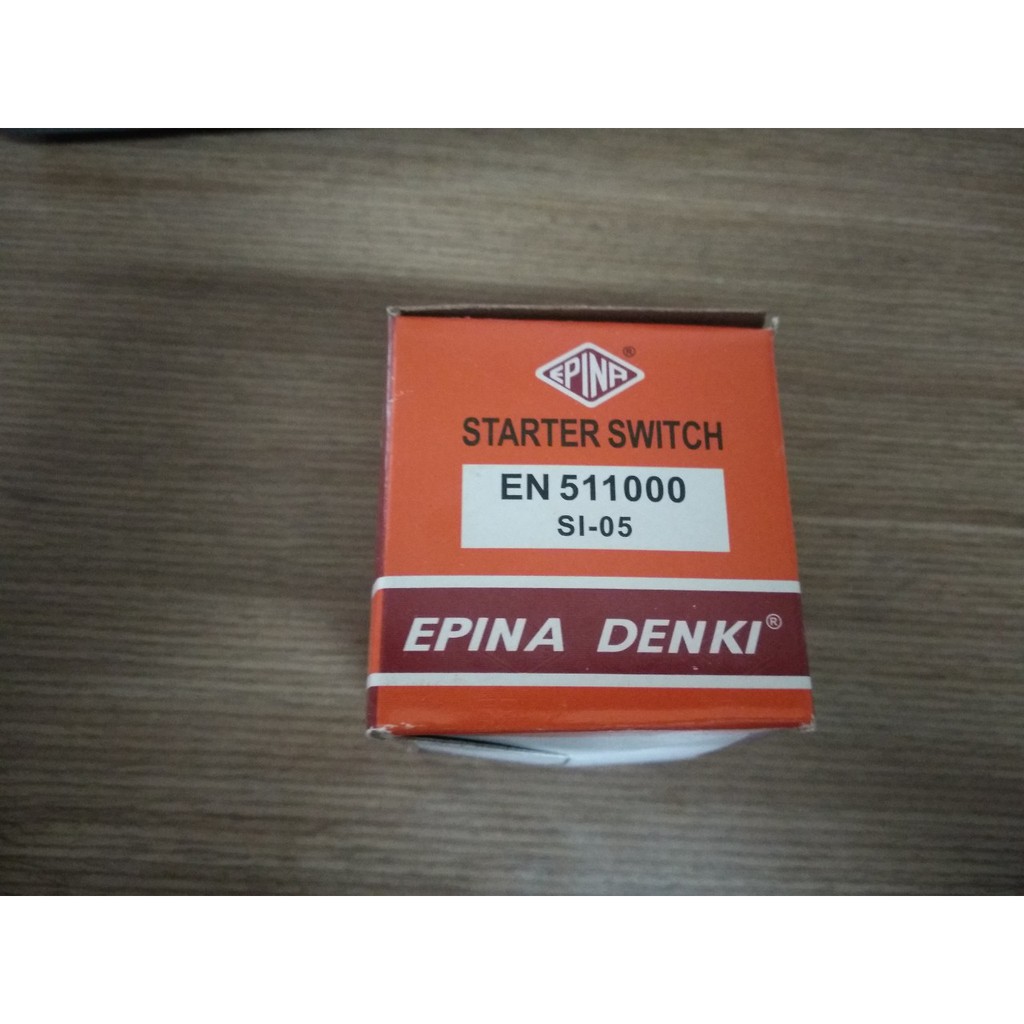 EPINA®
STARTER SWITCH
EN 511000
SI-05
EPINA DENKI®